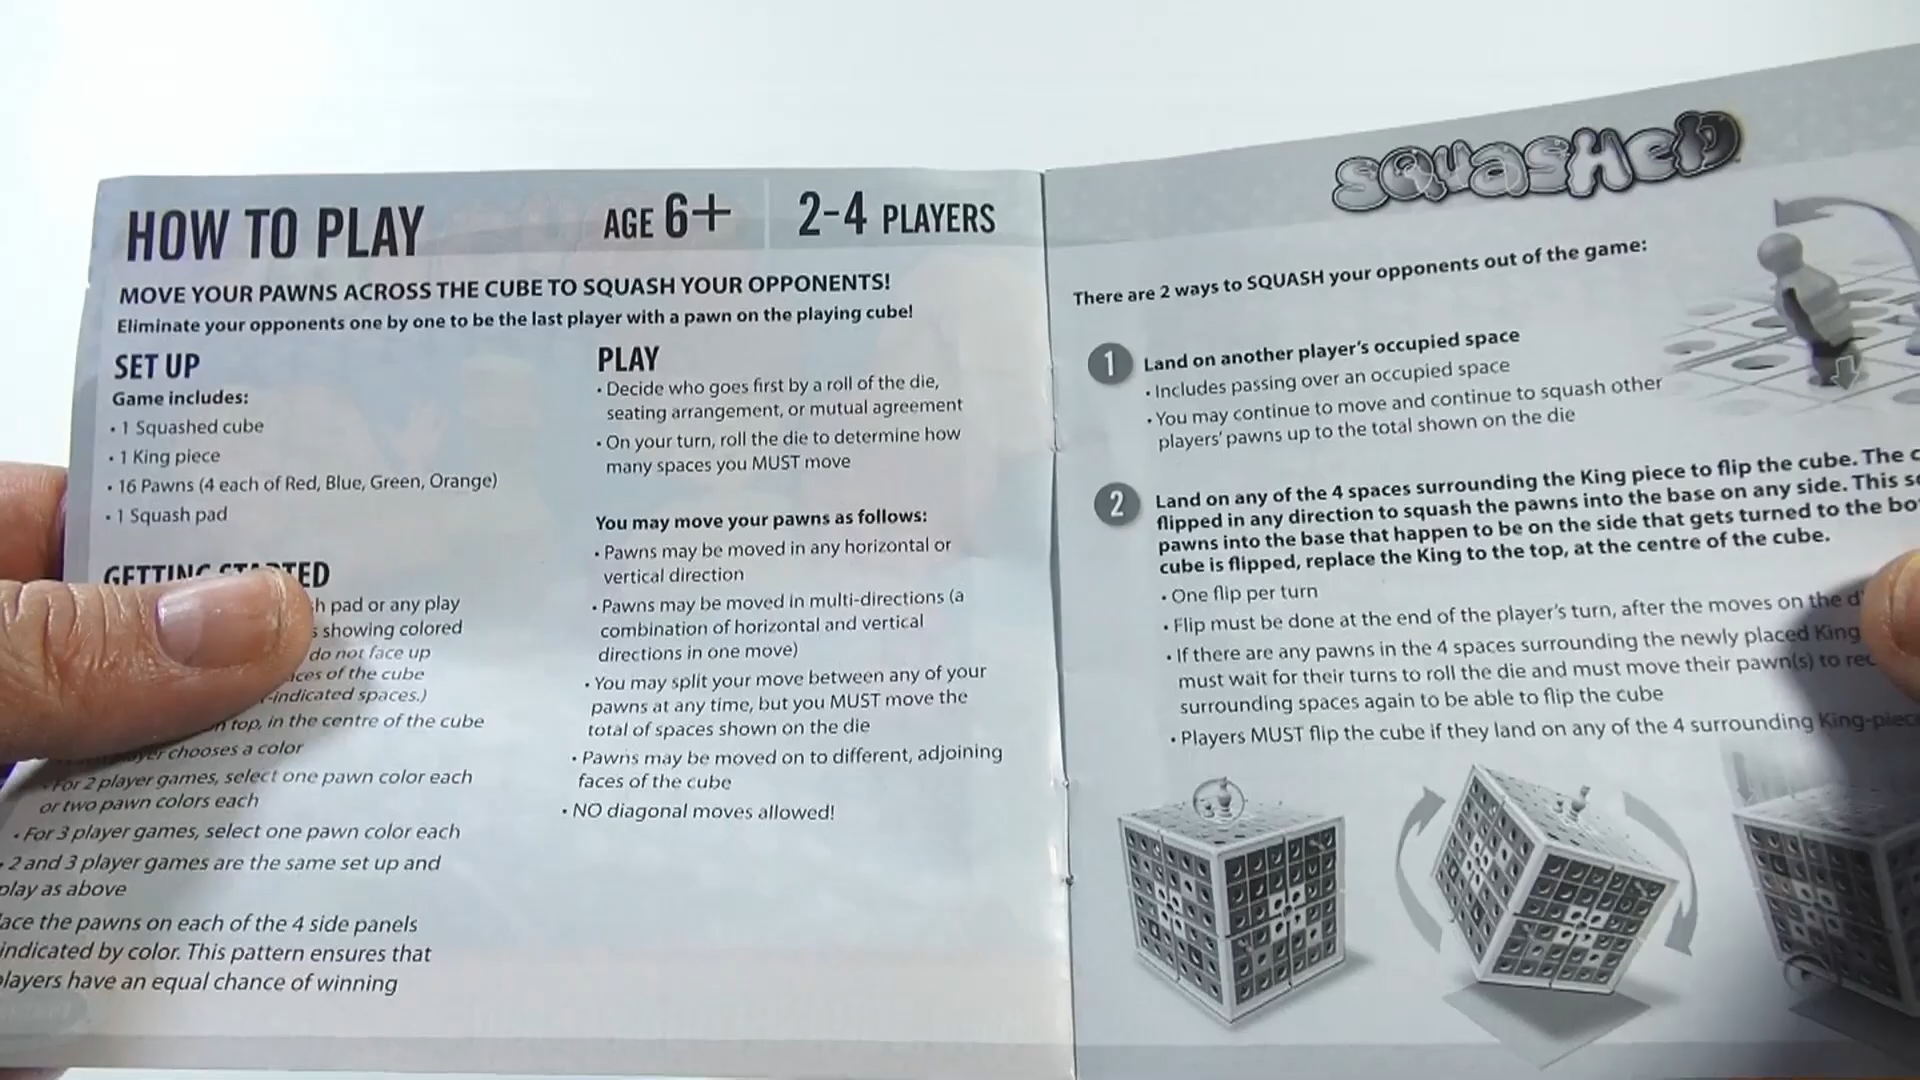 HOW TO PLAY
AGE 6+
2-4 PLAYERS
MOVE YOUR PAWNS ACROSS THE CUBE TO SQUASH YOUR OPPONENTS!
Eliminate your opponents one by one to be the last player with a pawn on the playing cube!
SET UP
Game includes:
• 1 Squashed cube
• 1 King piece
• 16 Pawns (4 each of Red, Blue, Green, Orange)
• 1 Squash pad
GETTING STARTED
pad or any play
showing colored
do not face up
of the cube
-indicated spaces.)
top, in the centre of the cube
chooses a color
• For 2 player games, select one pawn color each
or two pawn colors each
• For 3 player games, select one pawn color each
• 2 and 3 player games are the same set up and
play as above
the pawns on each of the 4 side panels
indicated by color. This pattern ensures that
players have an equal chance of winning
PLAY
• Decide who goes first by a roll of the die,
seating arrangement, or mutual agreement
• On your turn, roll the die to determine how
many spaces you MUST move
You may move your pawns as follows:
• Pawns may be moved in any horizontal or
vertical direction
• Pawns may be moved in multi-directions (a
combination of horizontal and vertical
directions in one move)
• You may split your move between any of your
pawns at any time, but you MUST move the
total of spaces shown on the die
• Pawns may be moved on to different, adjoining
faces of the cube
• NO diagonal moves allowed!
SQUASHED
There are 2 ways to SQUASH your opponents out of the game:
1 Land on another player's occupied space
• Includes passing over an occupied space
• You may continue to move and continue to squash other
players' pawns up to the total shown on the die
2 Land on any of the 4 spaces surrounding the King piece to flip the cube. The
flipped in any direction to squash the pawns into the base on any side. This
pawns into the base that happen to be on the side that gets turned to the
cube is flipped, replace the King to the top, at the centre of the cube.
• One flip per turn
• Flip must be done at the end of the player's turn, after the moves on the
• If there are any pawns in the 4 spaces surrounding the newly placed King
must wait for their turns to roll the die and must move their pawn(s) to
surrounding spaces again to be able to flip the cube
• Players MUST flip the cube if they land on any of the 4 surrounding King-piece